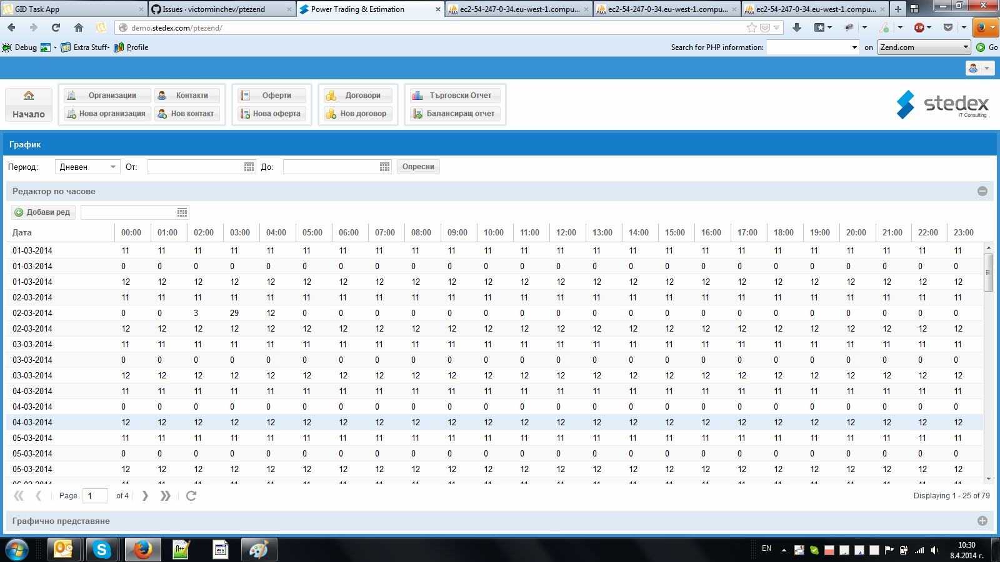 GID Task App
Issues · victorminchev/ptezend
Power Trading & Estimation
ec2-54-247-0-34.eu-west-1.compu...
ec2-54-247-0-34.eu-west-1.compu...
ec2-54-247-0-34.eu-west-1.compu...
demo.stedex.com/ptezend/
ABP
Debug
Extra Stuff
Profile
Search for PHP information:
on
Zend.com
Go
Начало
Организации
Контакти
Оферти
Договори
Търговски Отчет
Нова организация
Нов контакт
Нова оферта
Нов договор
Балансиращ отчет
stedex
IT Consulting
График
Период: Дневен От: До: Опресни
Редактор по часове
Добави ред
Дата 00:00 01:00 02:00 03:00 04:00 05:00 06:00 07:00 08:00 09:00 10:00 11:00 12:00 13:00 14:00 15:00 16:00 17:00 18:00 19:00 20:00 21:00 22:00 23:00
01-03-2014 11 11 11 11 11 11 11 11 11 11 11 11 11 11 11 11 11 11 11 11 11 11 11 11
01-03-2014 0 0 0 0 0 0 0 0 0 0 0 0 0 0 0 0 0 0 0 0 0 0 0 0
01-03-2014 12 12 12 12 12 12 12 12 12 12 12 12 12 12 12 12 12 12 12 12 12 12 12 12
02-03-2014 11 11 11 11 11 11 11 11 11 11 11 11 11 11 11 11 11 11 11 11 11 11 11 11
02-03-2014 0 0 3 29 12 0 0 0 0 0 0 0 0 0 0 0 0 0 0 0 0 0 0 0
02-03-2014 12 12 12 12 12 12 12 12 12 12 12 12 12 12 12 12 12 12 12 12 12 12 12 12
03-03-2014 11 11 11 11 11 11 11 11 11 11 11 11 11 11 11 11 11 11 11 11 11 11 11 11
03-03-2014 0 0 0 0 0 0 0 0 0 0 0 0 0 0 0 0 0 0 0 0 0 0 0 0
03-03-2014 12 12 12 12 12 12 12 12 12 12 12 12 12 12 12 12 12 12 12 12 12 12 12 12
04-03-2014 11 11 11 11 11 11 11 11 11 11 11 11 11 11 11 11 11 11 11 11 11 11 11 11
04-03-2014 0 0 0 0 0 0 0 0 0 0 0 0 0 0 0 0 0 0 0 0 0 0 0 0
04-03-2014 12 12 12 12 12 12 12 12 12 12 12 12 12 12 12 12 12 12 12 12 12 12 12 12
05-03-2014 11 11 11 11 11 11 11 11 11 11 11 11 11 11 11 11 11 11 11 11 11 11 11 11
05-03-2014 0 0 0 0 0 0 0 0 0 0 0 0 0 0 0 0 0 0 0 0 0 0 0 0
05-03-2014 12 12 12 12 12 12 12 12 12 12 12 12 12 12 12 12 12 12 12 12 12 12 12 12
Page 1 of 4
Displaying 1 - 25 of 79
Графично представяне
EN
10:30
8.4.2014 г.